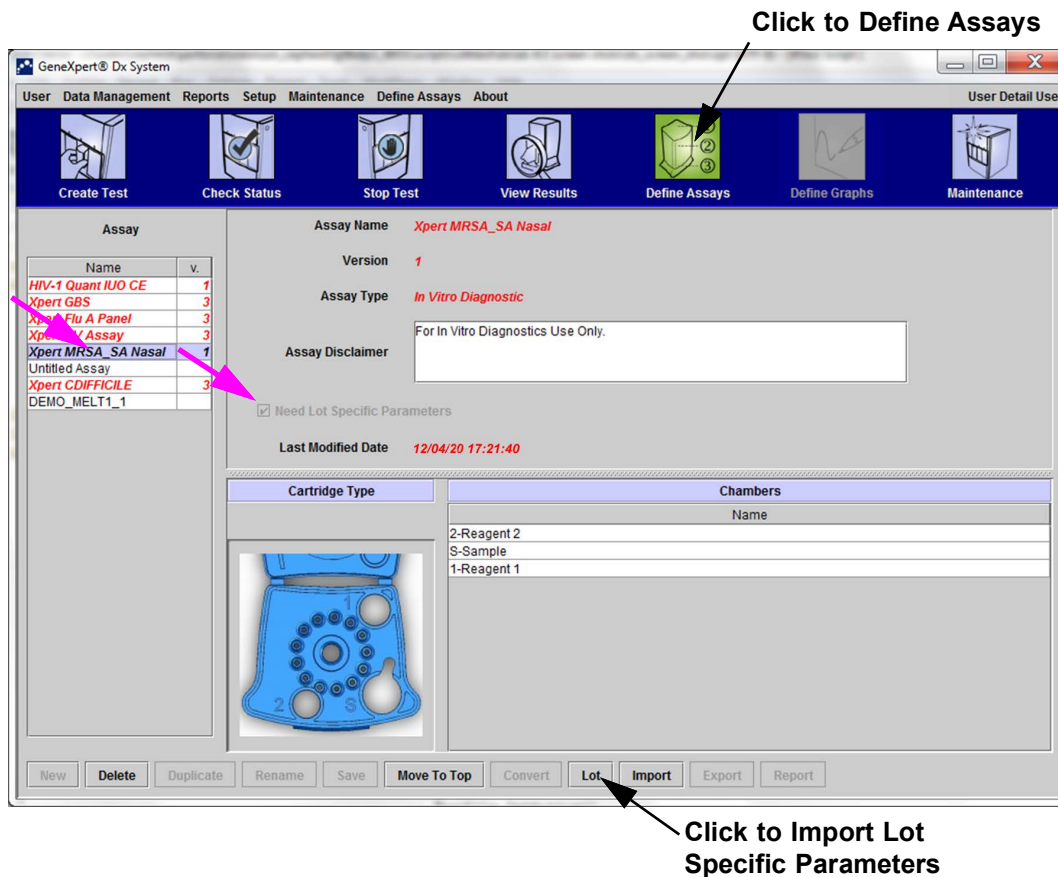 Click to Define Assays
GeneXpert® Dx System
User Data Management Reports Setup Maintenance Define Assays About User Detail Use
Create Test Check Status Stop Test View Results Define Assays Define Graphs Maintenance
Assay
Name v.
HIV-1 Quant IUO CE 1
Xpert GBS 3
Xpert Flu A Panel 3
Assay 3
Xpert MRSA_SA Nasal 1
Untitled Assay
Xpert CDIFFICILE 3
DEMO_MELT1_1
Assay Name Xpert MRSA_SA Nasal
Version 1
Assay Type In Vitro Diagnostic
Assay Disclaimer For In Vitro Diagnostics Use Only.
Need Lot Specific Parameters
Last Modified Date 12/04/20 17:21:40
Cartridge Type
1
2 S
Chambers
Name
2-Reagent 2
S-Sample
1-Reagent 1
New Delete Duplicate Rename Save Move To Top Convert Lot Import Export Report
Click to Import Lot
Specific Parameters